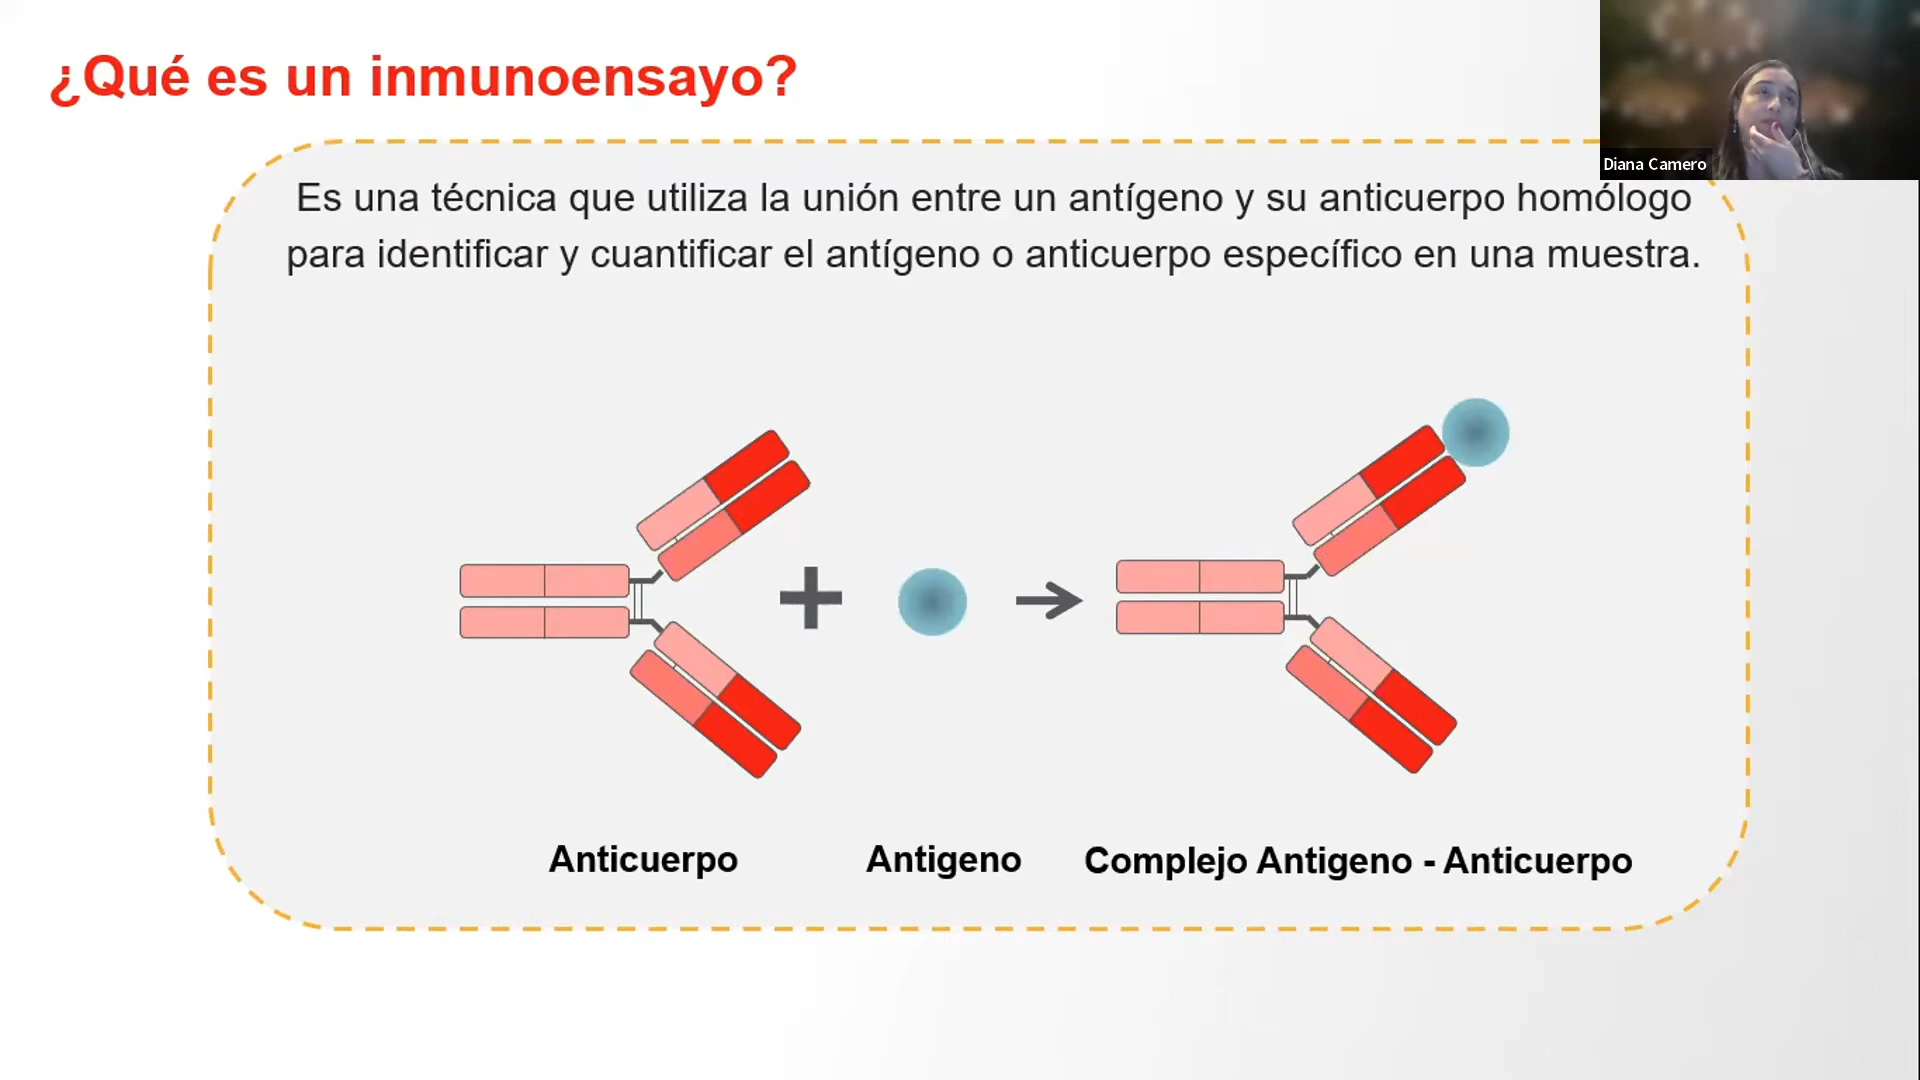 ¿Qué es un inmunoensayo?
Diana Camero
Es una técnica que utiliza la unión entre un antígeno y su anticuerpo homólogo
para identificar y cuantificar el antígeno o anticuerpo específico en una muestra.
Anticuerpo
Antigeno
Complejo Antigeno - Anticuerpo